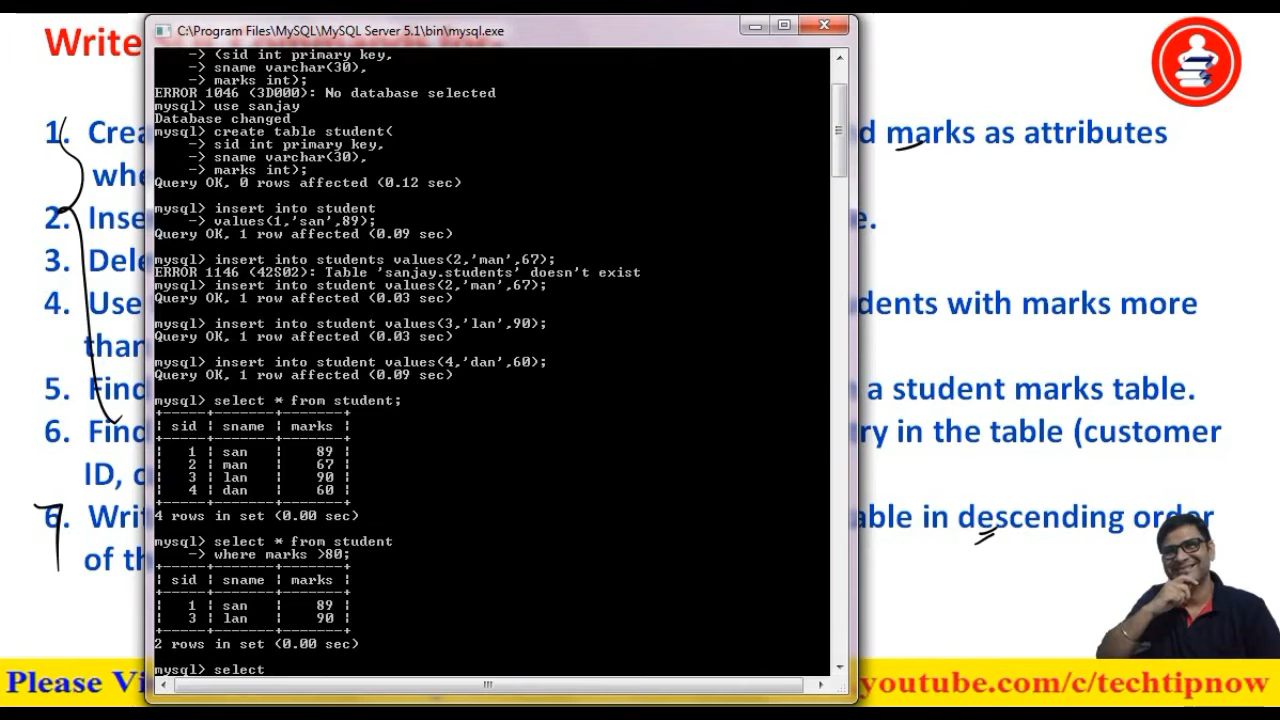 C:\Program Files\MySQL\MySQL Server 5.1\bin\mysql.exe
Write
-> (sid int primary key,
-> sname varchar(30),
-> marks int);
ERROR 1046 (3D000): No database selected
mysql> use sanjay
Database changed
mysql> create table student(
-> sid int primary key,
-> sname varchar(30),
-> marks int);
Query OK, 0 rows affected (0.12 sec)
mysql> insert into student
-> values(1,'san',89);
Query OK, 1 row affected (0.09 sec)
mysql> insert into students values(2,'man',67);
ERROR 1146 (42S02): Table 'sanjay.students' doesn't exist
mysql> insert into student values(2,'man',67);
Query OK, 1 row affected (0.03 sec)
mysql> insert into student values(3,'lan',90);
Query OK, 1 row affected (0.03 sec)
mysql> insert into student values(4,'dan',60);
Query OK, 1 row affected (0.09 sec)
mysql> select * from student;
+-----+-------+-------+
| sid | sname | marks |
+-----+-------+-------+
| 1 | san | 89 |
| 2 | man | 67 |
| 3 | lan | 90 |
| 4 | dan | 60 |
+-----+-------+-------+
4 rows in set (0.00 sec)
mysql> select * from student
-> where marks >80;
+-----+-------+-------+
| sid | sname | marks |
+-----+-------+-------+
| 1 | san | 89 |
| 3 | lan | 90 |
+-----+-------+-------+
2 rows in set (0.00 sec)
mysql> select
1. Crea d marks as attributes
whe
2. Inse e.
3. Dele
4. Use dents with marks more
than
5. Find a student marks table.
6. Find ry in the table (customer
ID, c
7
6. Writ able in descending order
of th
Please Vi youtube.com/c/techtipnow